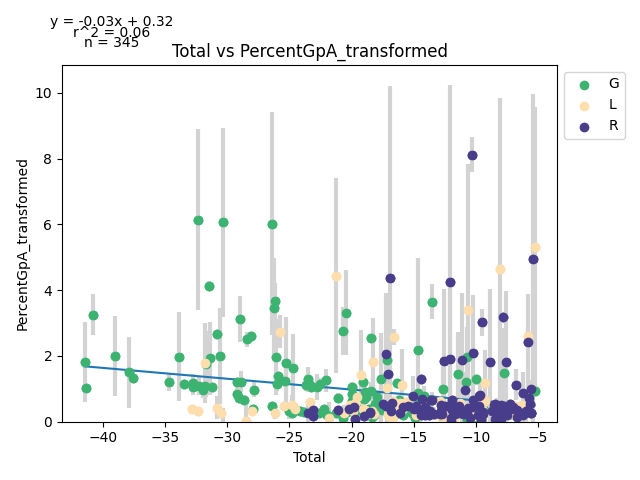 y = -0.03x + 0.32
r^2 = 0.06
n = 345
Total vs PercentGpA_transformed
G
L
R
PercentGpA_transformed
10
8
6
4
2
0
−40 −35 −30 −25 −20 −15 −10 −5
Total